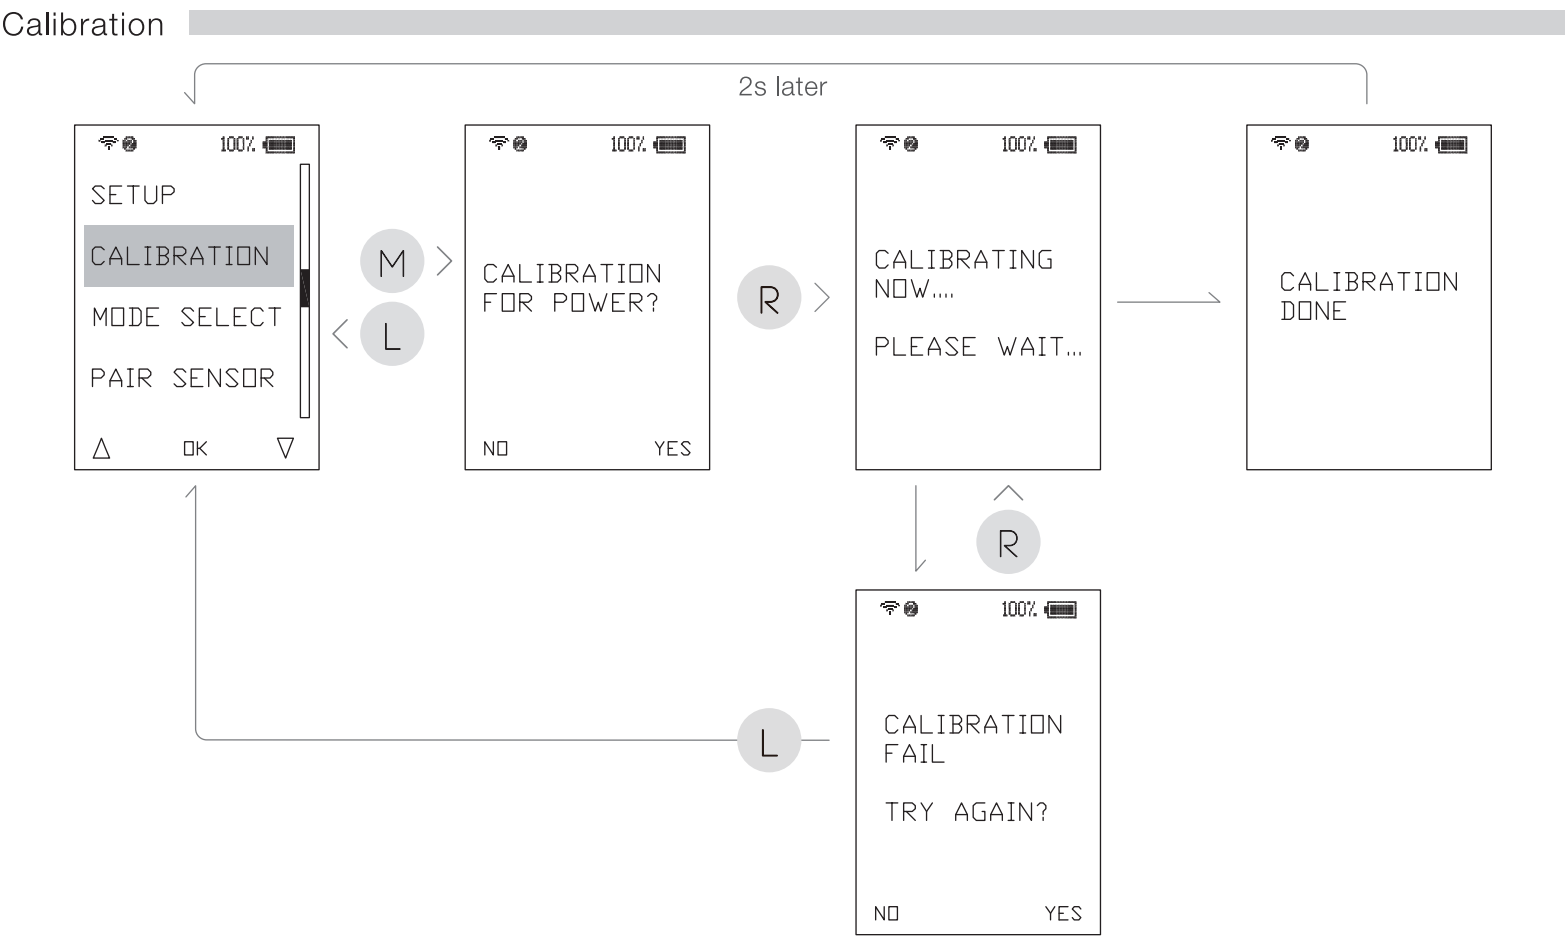 Calibration
2s later
100%
SETUP
CALIBRATION
MODE SELECT
PAIR SENSOR
OK
M
L
100%
CALIBRATION
FOR POWER?
NO YES
R
100%
CALIBRATING
NOW....
PLEASE WAIT...
100%
CALIBRATION
DONE
R
L
100%
CALIBRATION
FAIL
TRY AGAIN?
NO YES